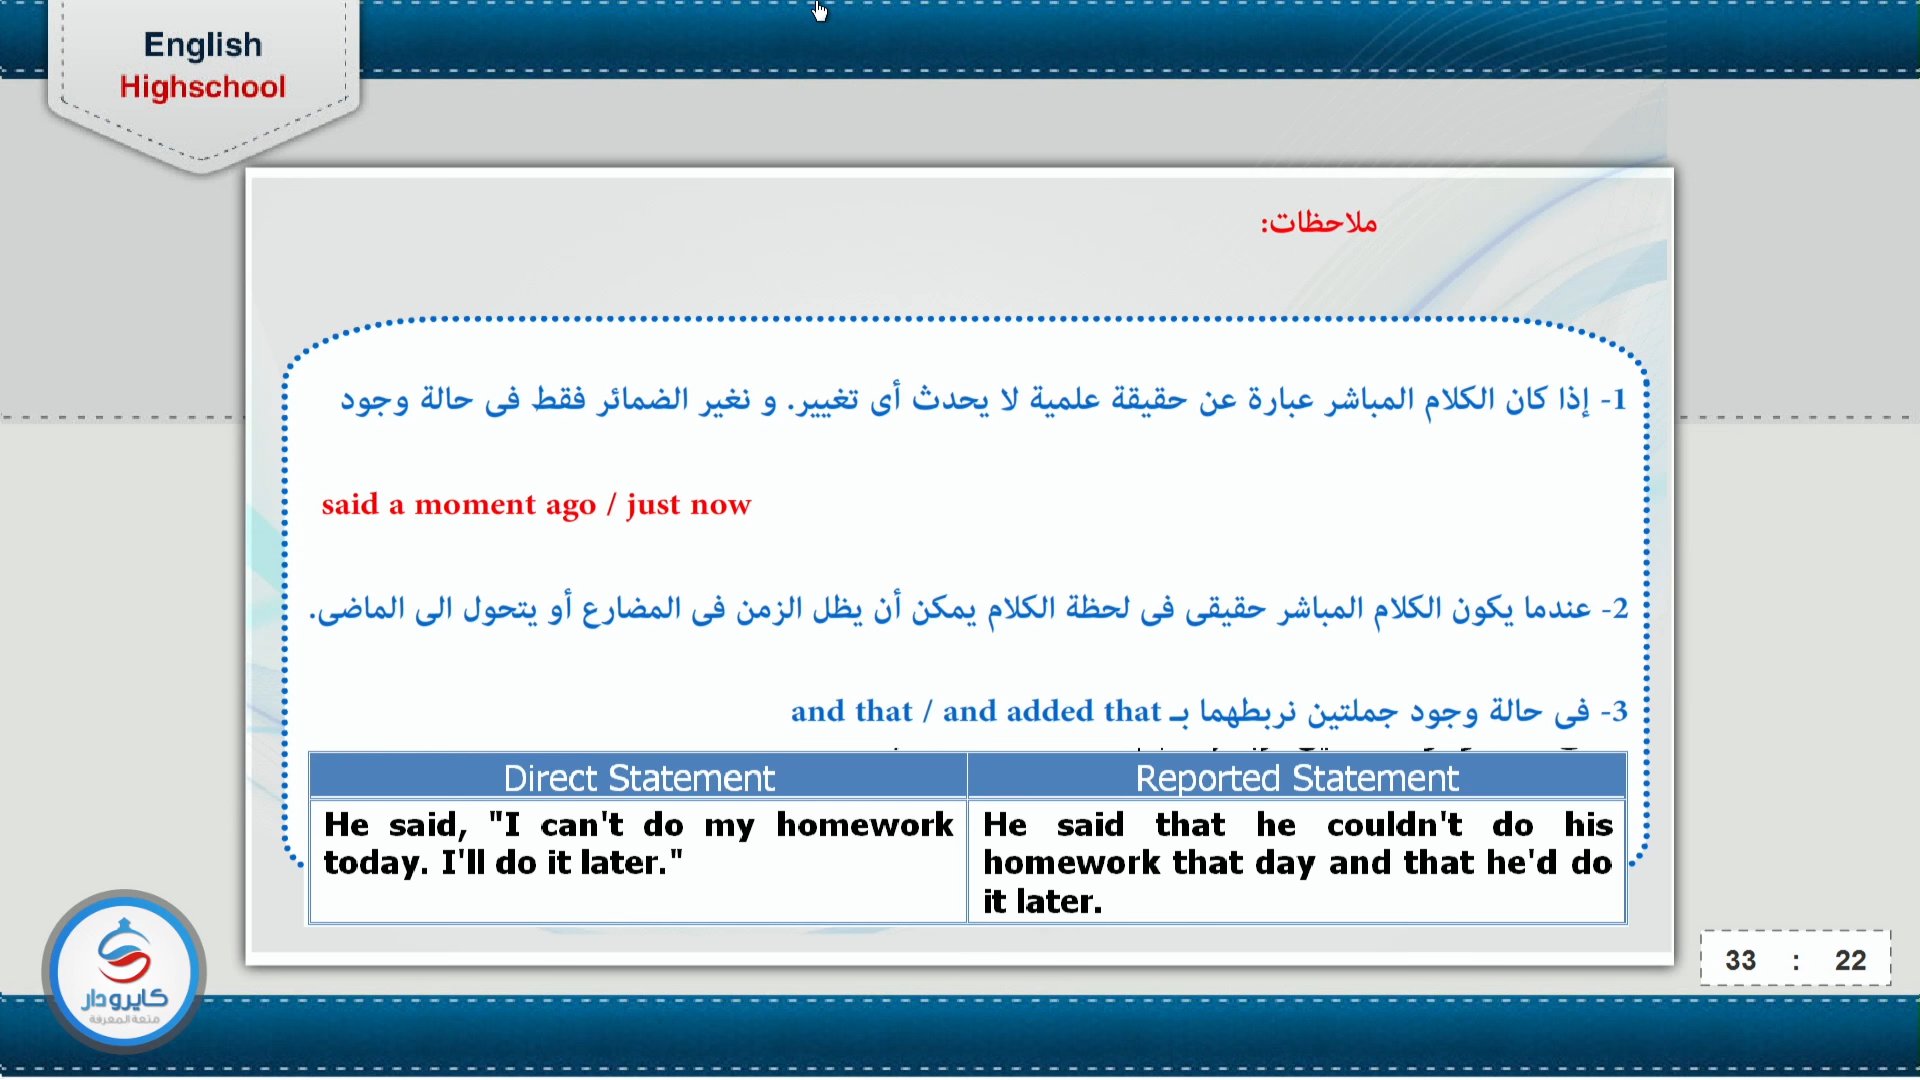 English
Highschool
ملاحظات:
1- إذا كان الكلام المباشر عبارة عن حقيقة علمية لا يحدث أى تغيير. و نغير الضمائر فقط فى حالة وجود
said a moment ago / just now
2- عندما يكون الكلام المباشر حقيقى فى لحظة الكلام يمكن أن يظل الزمن فى المضارع أو يتحول الى الماضى.
3- فى حالة وجود جملتين نربطهما بـ and that / and added that
Direct Statement
Reported Statement
He said, "I can't do my homework
today. I'll do it later."
He said that he couldn't do his
homework that day and that he'd do
it later.
33 : 22
كايرودار
متعة المعرفة